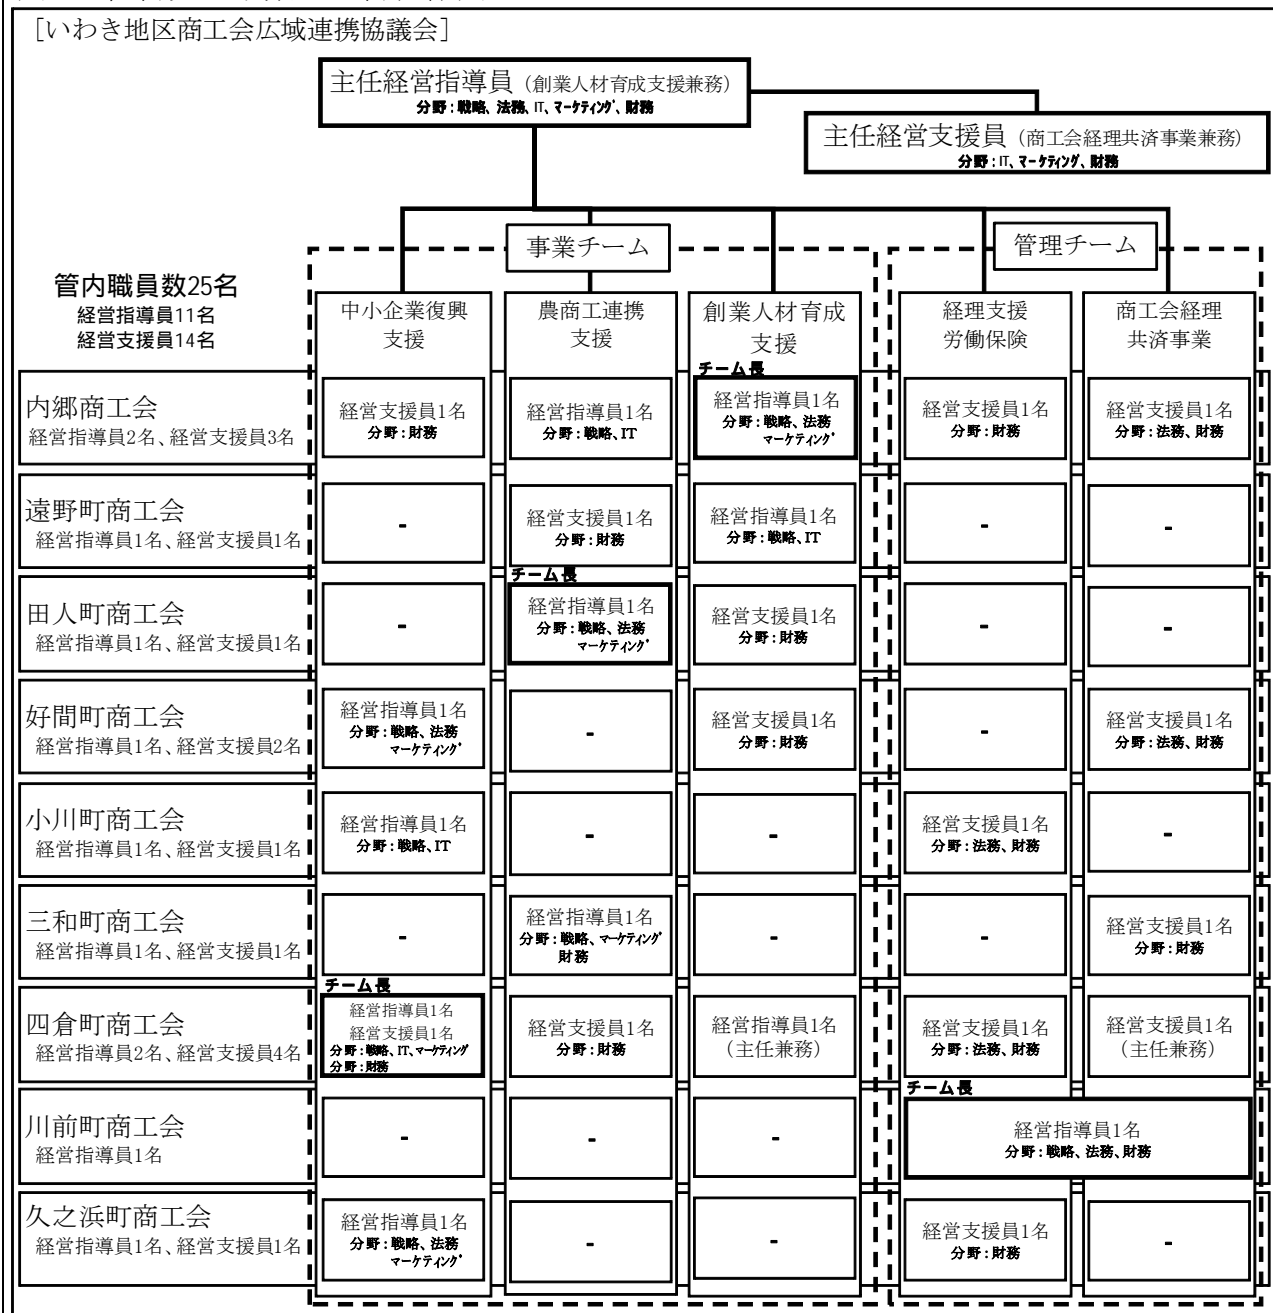 [いわき地区商工会広域連携協議会]
主任経営指導員（創業人材育成支援兼務）
分野：戦略、法務、IT、マーケティング、財務
主任経営支援員（商工会経理共済事業兼務）
分野：IT、マーケティング、財務
事業チーム
管理チーム
管内職員数25名
経営指導員11名
経営支援員14名
中小企業復興
支援
農商工連携
支援
創業人材育成
支援
経理支援
労働保険
商工会経理
共済事業
内郷商工会
経営指導員2名、経営支援員3名
経営支援員1名
分野：財務
経営指導員1名
分野：戦略、IT
チーム長
経営指導員1名
分野：戦略、法務
マーケティング
経営支援員1名
分野：財務
経営支援員1名
分野：法務、財務
遠野町商工会
経営指導員1名、経営支援員1名
-
経営支援員1名
分野：財務
経営指導員1名
分野：戦略、IT
-
-
田人町商工会
経営指導員1名、経営支援員1名
-
チーム長
経営指導員1名
分野：戦略、法務
マーケティング
経営支援員1名
分野：財務
-
-
好間町商工会
経営指導員1名、経営支援員2名
経営指導員1名
分野：戦略、法務
マーケティング
-
経営支援員1名
分野：財務
-
経営支援員1名
分野：法務、財務
小川町商工会
経営指導員1名、経営支援員1名
経営指導員1名
分野：戦略、IT
-
-
経営支援員1名
分野：法務、財務
-
三和町商工会
経営指導員1名、経営支援員1名
-
経営指導員1名
分野：戦略、マーケティング
財務
-
-
経営支援員1名
分野：財務
四倉町商工会
経営指導員2名、経営支援員4名
チーム長
経営指導員1名
経営支援員1名
分野：戦略、IT、マーケティング
分野：財務
経営支援員1名
分野：財務
経営指導員1名
（主任兼務）
経営支援員1名
分野：法務、財務
経営支援員1名
（主任兼務）
川前町商工会
経営指導員1名
-
-
-
チーム長
経営指導員1名
分野：戦略、法務、財務
久之浜町商工会
経営指導員1名、経営支援員1名
経営指導員1名
分野：戦略、法務
マーケティング
-
-
経営支援員1名
分野：財務
-